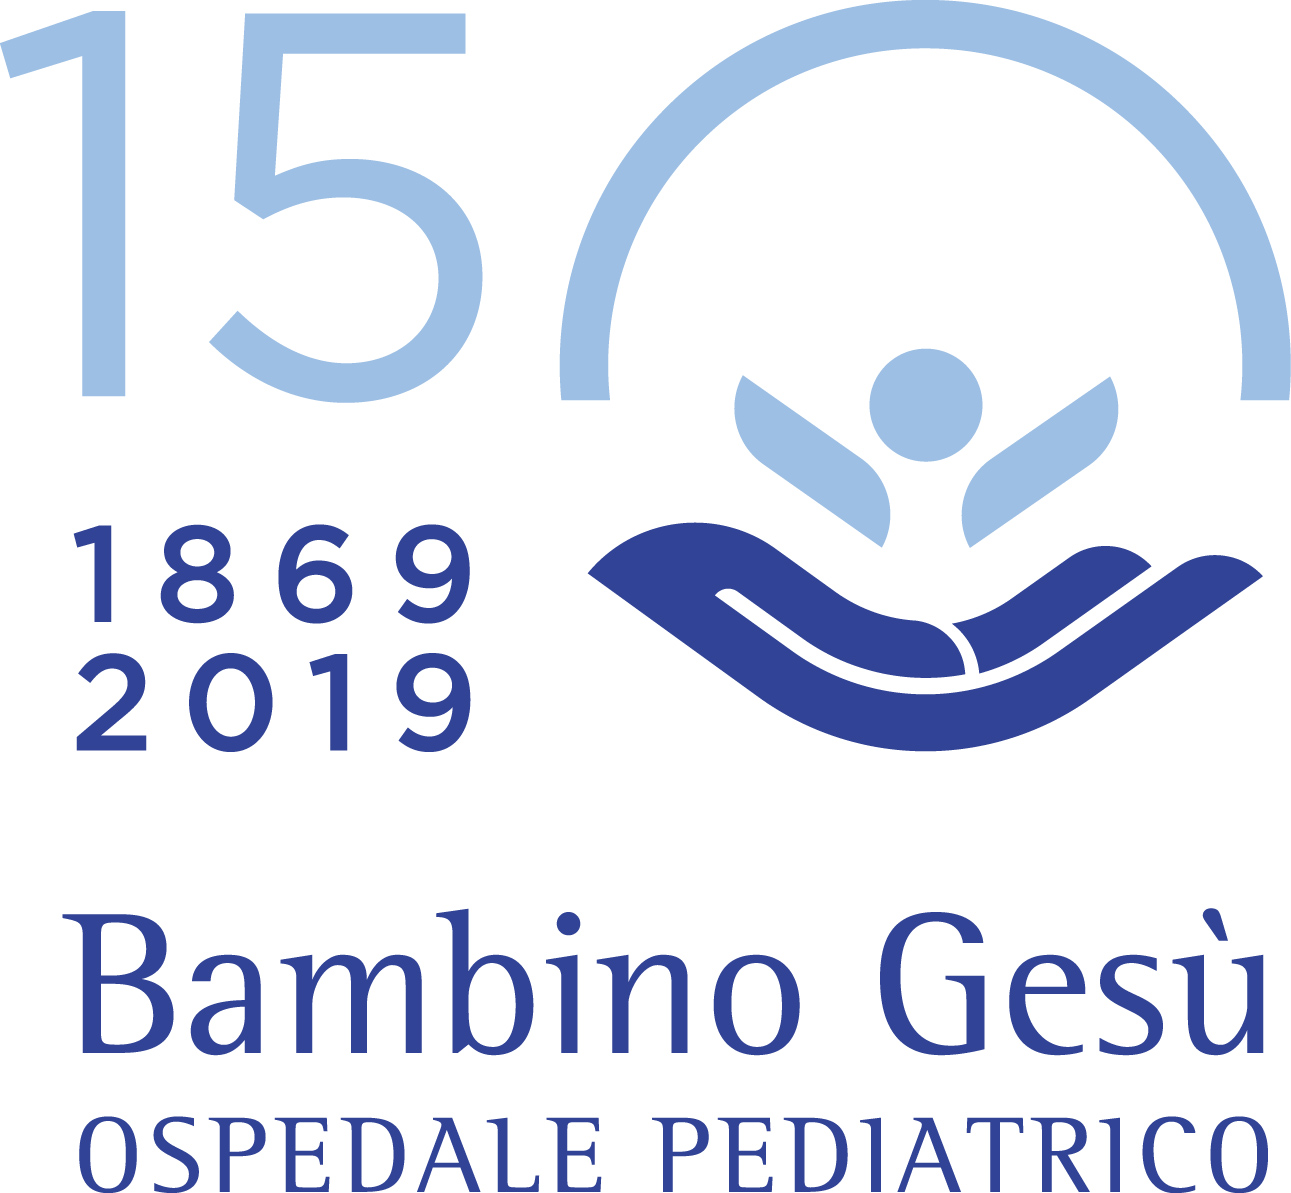 150
1869
2019
Bambino Gesù
OSPEDALE PEDIATRICO